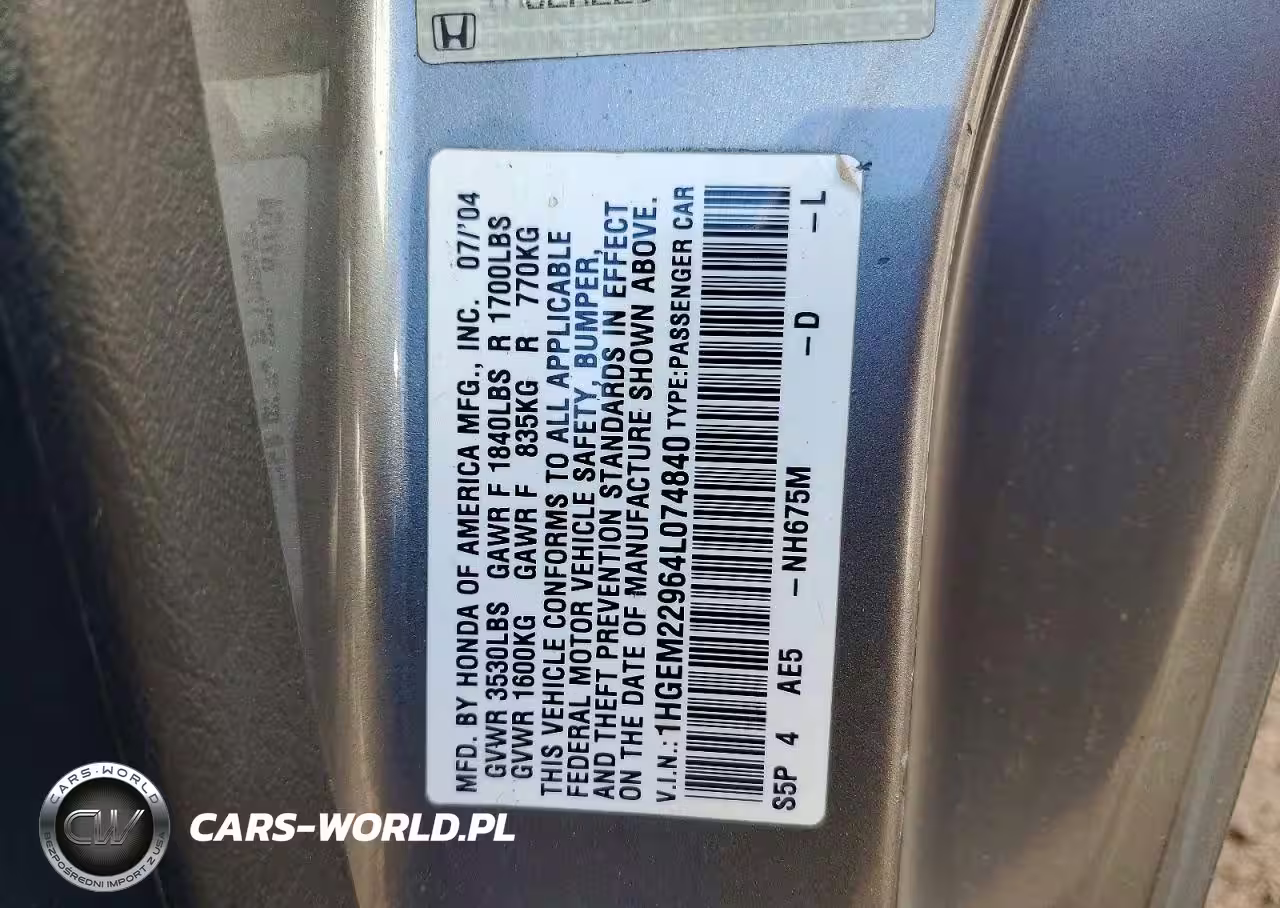 MFD. BY HONDA OF AMERICA MFG., INC. 07/'04
GVWR 3530LBS GAWR F 1840LBS R 1700LBS
GVWR 1600KG GAWR F 835KG R 770KG
THIS VEHICLE CONFORMS TO ALL APPLICABLE
FEDERAL MOTOR VEHICLE SAFETY, BUMPER,
AND THEFT PREVENTION STANDARDS IN EFFECT
ON THE DATE OF MANUFACTURE SHOWN ABOVE.
V.I.N.:1HGEM22964L074840 TYPE:PASSENGER CAR
S5P 4 AE5 -NH675M -D -L
CARS-WORLD
CW
BEZPOŚREDNI IMPORT Z USA
CARS-WORLD.PL